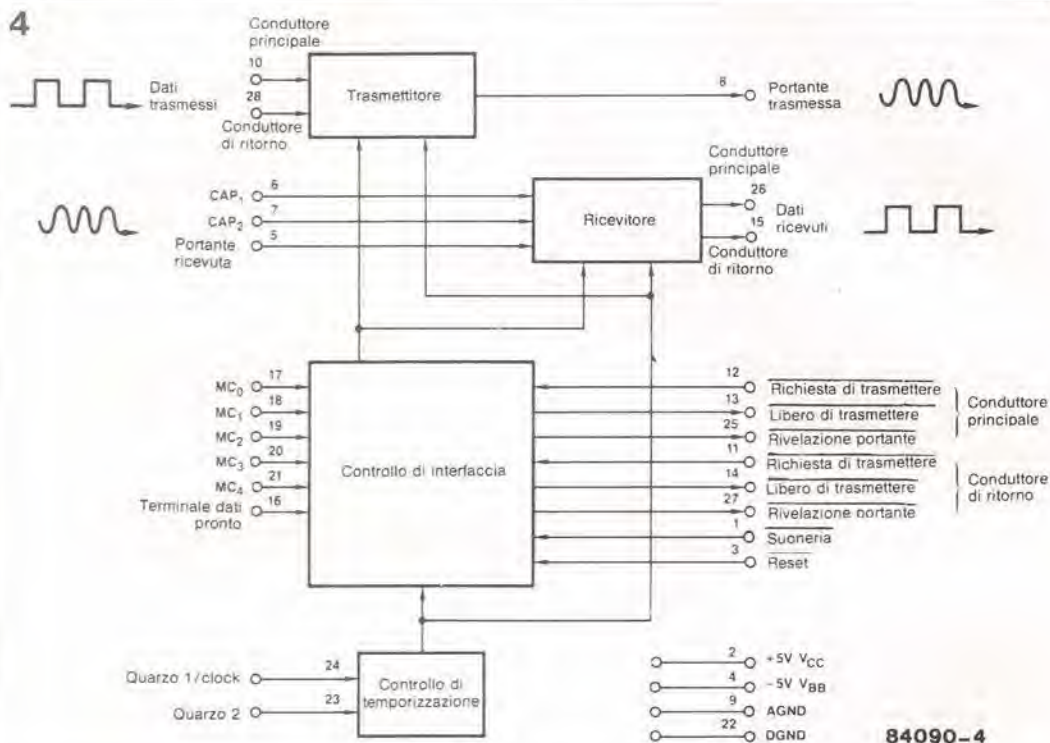 4
Conduttore
principale
10
Dati
trasmessi
28
Conduttore
di ritorno
Trasmettitore
8
Portante
trasmessa
CAP1
6
CAP2
7
Portante
ricevuta
5
Ricevitore
Conduttore
principale
26
Dati
ricevuti
15
Conduttore
di ritorno
MC0
17
MC1
18
MC2
19
MC3
20
MC4
21
Terminale dati
pronto
16
Controllo di interfaccia
12
Richiesta di trasmettere
13
Libero di trasmettere
25
Rivelazione portante
Conduttore
principale
11
Richiesta di trasmettere
14
Libero di trasmettere
27
Rivelazione portante
Conduttore
di ritorno
1
Suoneria
3
Reset
Quarzo 1/clock
24
Quarzo 2
23
Controllo di
temporizzazione
2
+5V VCC
4
-5V VBB
9
AGND
22
DGND
84090-4